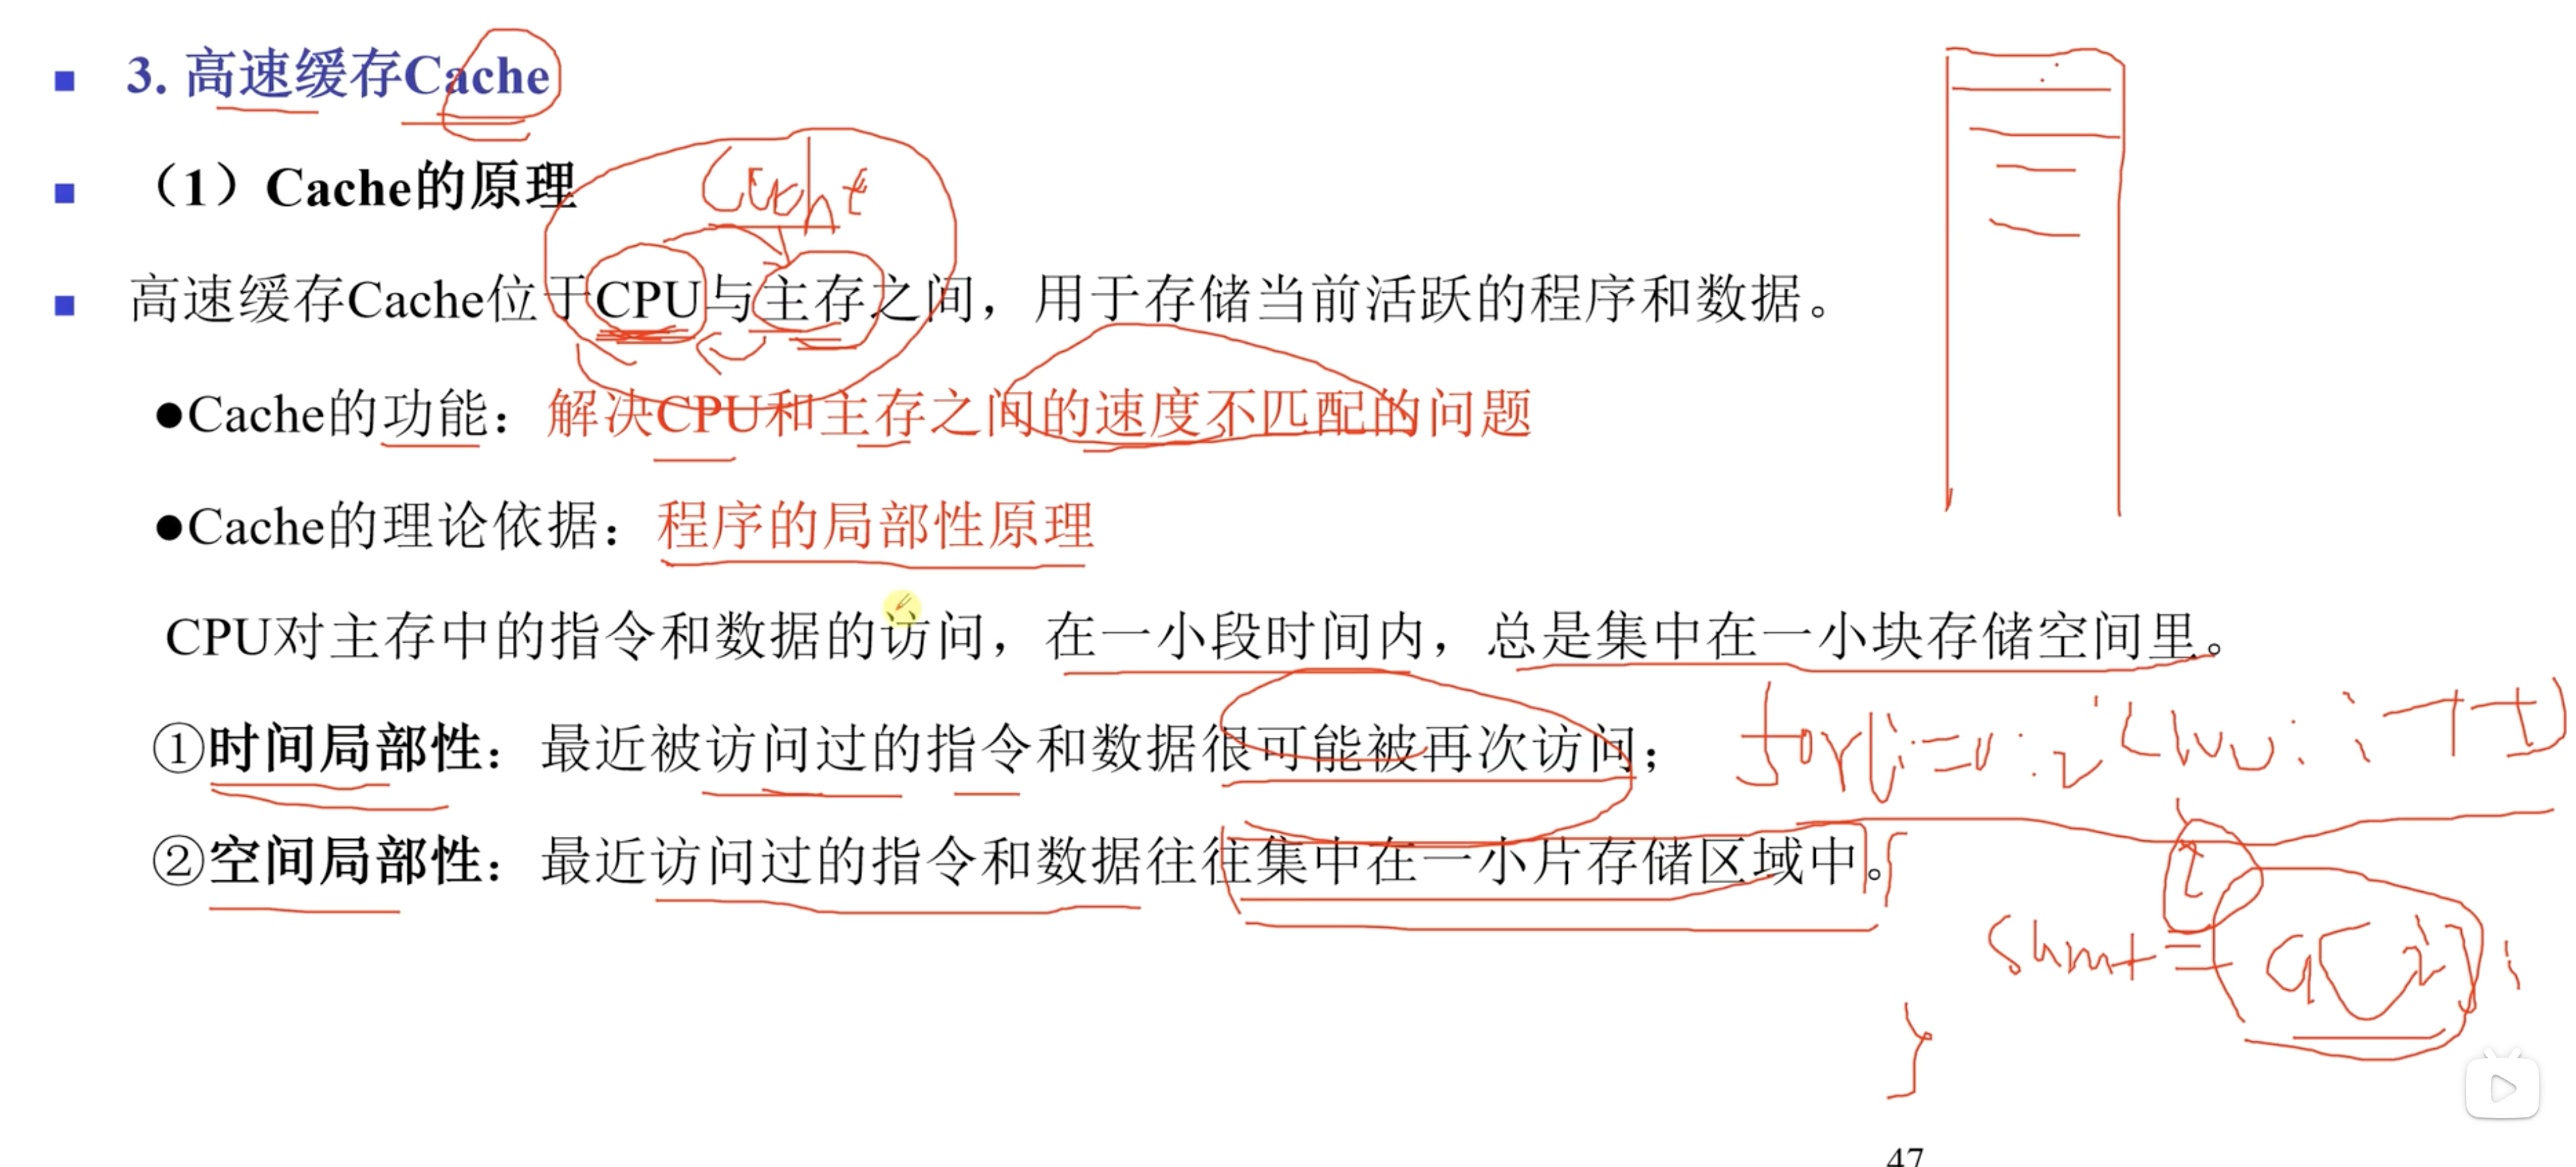 3. 高速缓存Cache
（1）Cache的原理
Cache
高速缓存Cache位于CPU与主存之间，用于存储当前活跃的程序和数据。
●Cache的功能：解决CPU和主存之间的速度不匹配的问题
●Cache的理论依据：程序的局部性原理
CPU对主存中的指令和数据的访问，在一小段时间内，总是集中在一小块存储空间里。
①时间局部性：最近被访问过的指令和数据很可能被再次访问；
②空间局部性：最近访问过的指令和数据往往集中在一小片存储区域中。
{
sum+=a[i];
}
47